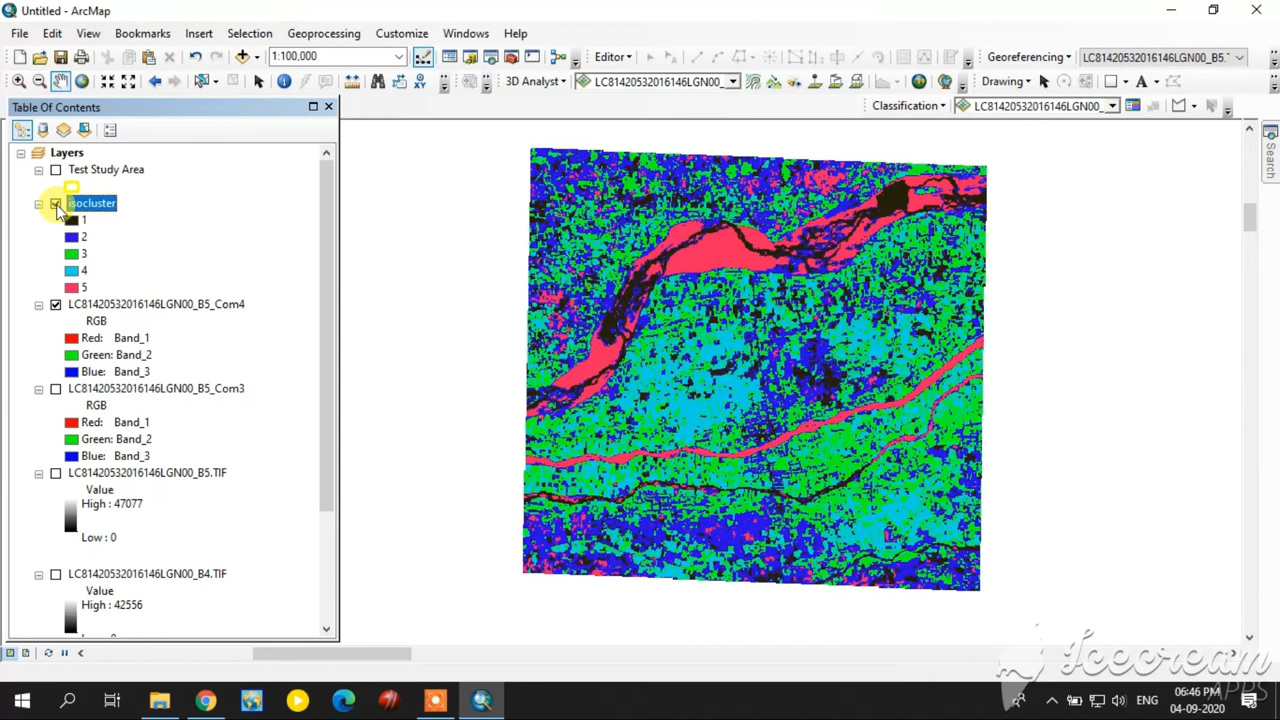 Untitled - ArcMap
File Edit View Bookmarks Insert Selection Geoprocessing Customize Windows Help
1:100,000 Editor Georeferencing LC81420532016146LGN00_B5.T
3D Analyst LC81420532016146LGN00_ Drawing A
Classification LC81420532016146LGN00_
Table Of Contents
Layers
Test Study Area
isocluster
1
2
3
4
5
LC81420532016146LGN00_B5_Com4
RGB
Red: Band_1
Green: Band_2
Blue: Band_3
LC81420532016146LGN00_B5_Com3
RGB
Red: Band_1
Green: Band_2
Blue: Band_3
LC81420532016146LGN00_B5.TIF
Value
High : 47077
Low : 0
LC81420532016146LGN00_B4.TIF
Value
High : 42556
Search
Icecream
APPS
ENG
06:46 PM
04-09-2020